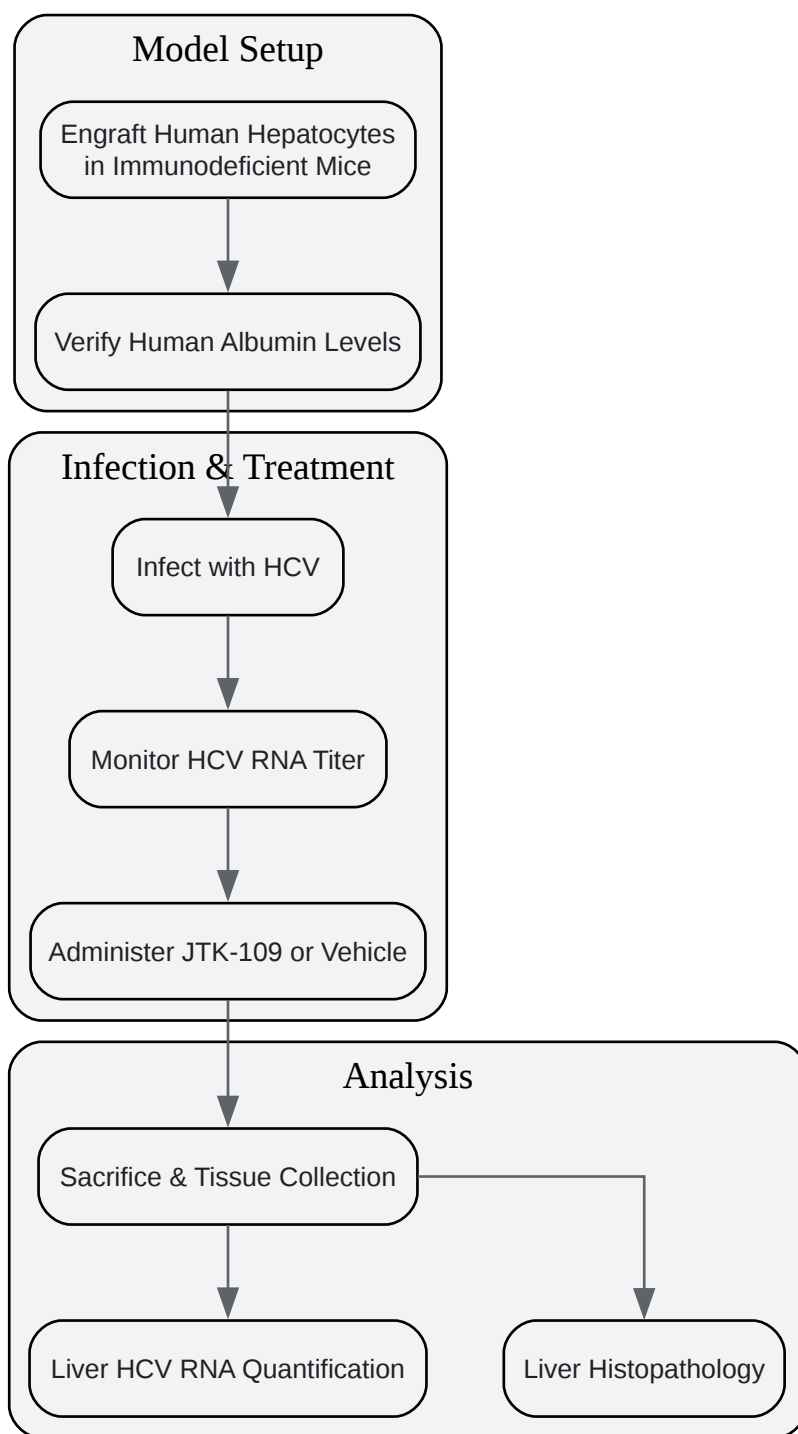 Model Setup
Engraft Human Hepatocytes
in Immunodeficient Mice
Verify Human Albumin Levels
Infection & Treatment
Infect with HCV
Monitor HCV RNA Titer
Administer JTK-109 or Vehicle
Analysis
Sacrifice & Tissue Collection
Liver HCV RNA Quantification
Liver Histopathology